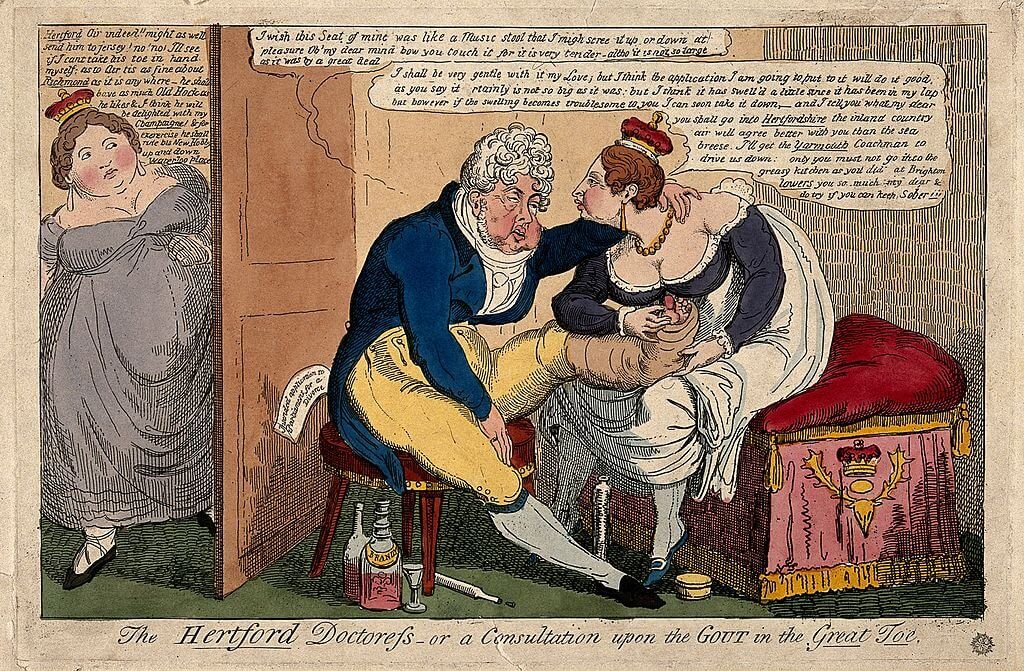 Hertford Air indeed!! might as well
send him to jersey! no! no! I'll see
if I cant take his toe in hand
myself; as to Air tis as fine about
Richmond as it is any where - he shall
have as much Old Hock as
he likes & I think he will
be delighted with my
Champaigne! & for
exercise he shall
ride his New Hobby
up and down
Waterloo Place
I wish this Seat of mine was like a Music stool that I might screw it up or down at
pleasure Oh! my dear mind how you touch it for it is very tender - altho it is not so large
as it was by a great deal
I shall be very gentle with it my Love; but I think the application I am going to put to it will do it good,
as you say it certainly is not so big as it was: but I think it has swell'd a little since it has been in my lap
but however if the swelling becomes troublesome to you I can soon take it down, - and I tell you what my dear
you shall go into Hertfordshire the inland country
air will agree better with you than the sea
breeze. I'll get the Yarmouth Coachman to
drive us down: only you must not go into the
greasy kitchen as you did at Brighton
lowers you so much my dear &
do try if you can keep, Sober!!!
Intended application to
Parliament for a
Divorce
BRANDY
The Hertford Doctoress - or a Consultation upon the GOUT in the Great Toe.